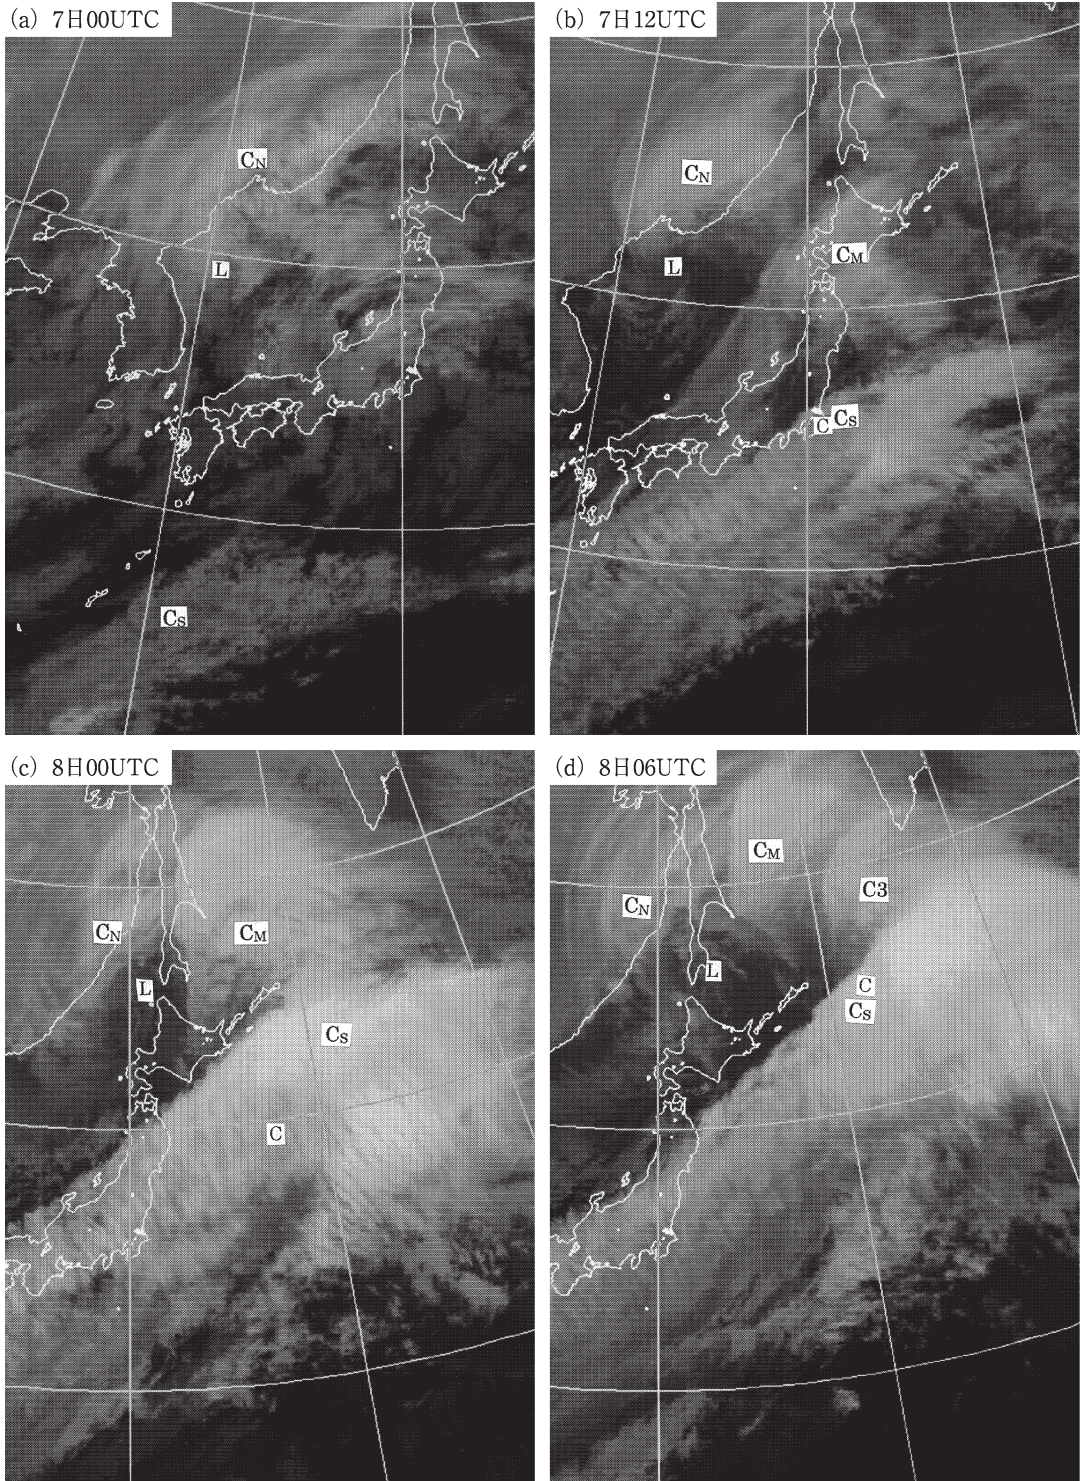 (a) 7日00UTC
CN
L
CS
(b) 7日12UTC
CN
L
CM
C CS
(c) 8日00UTC
CN
CM
L
CS
C
(d) 8日06UTC
CM
C3
CN
L
C
CS